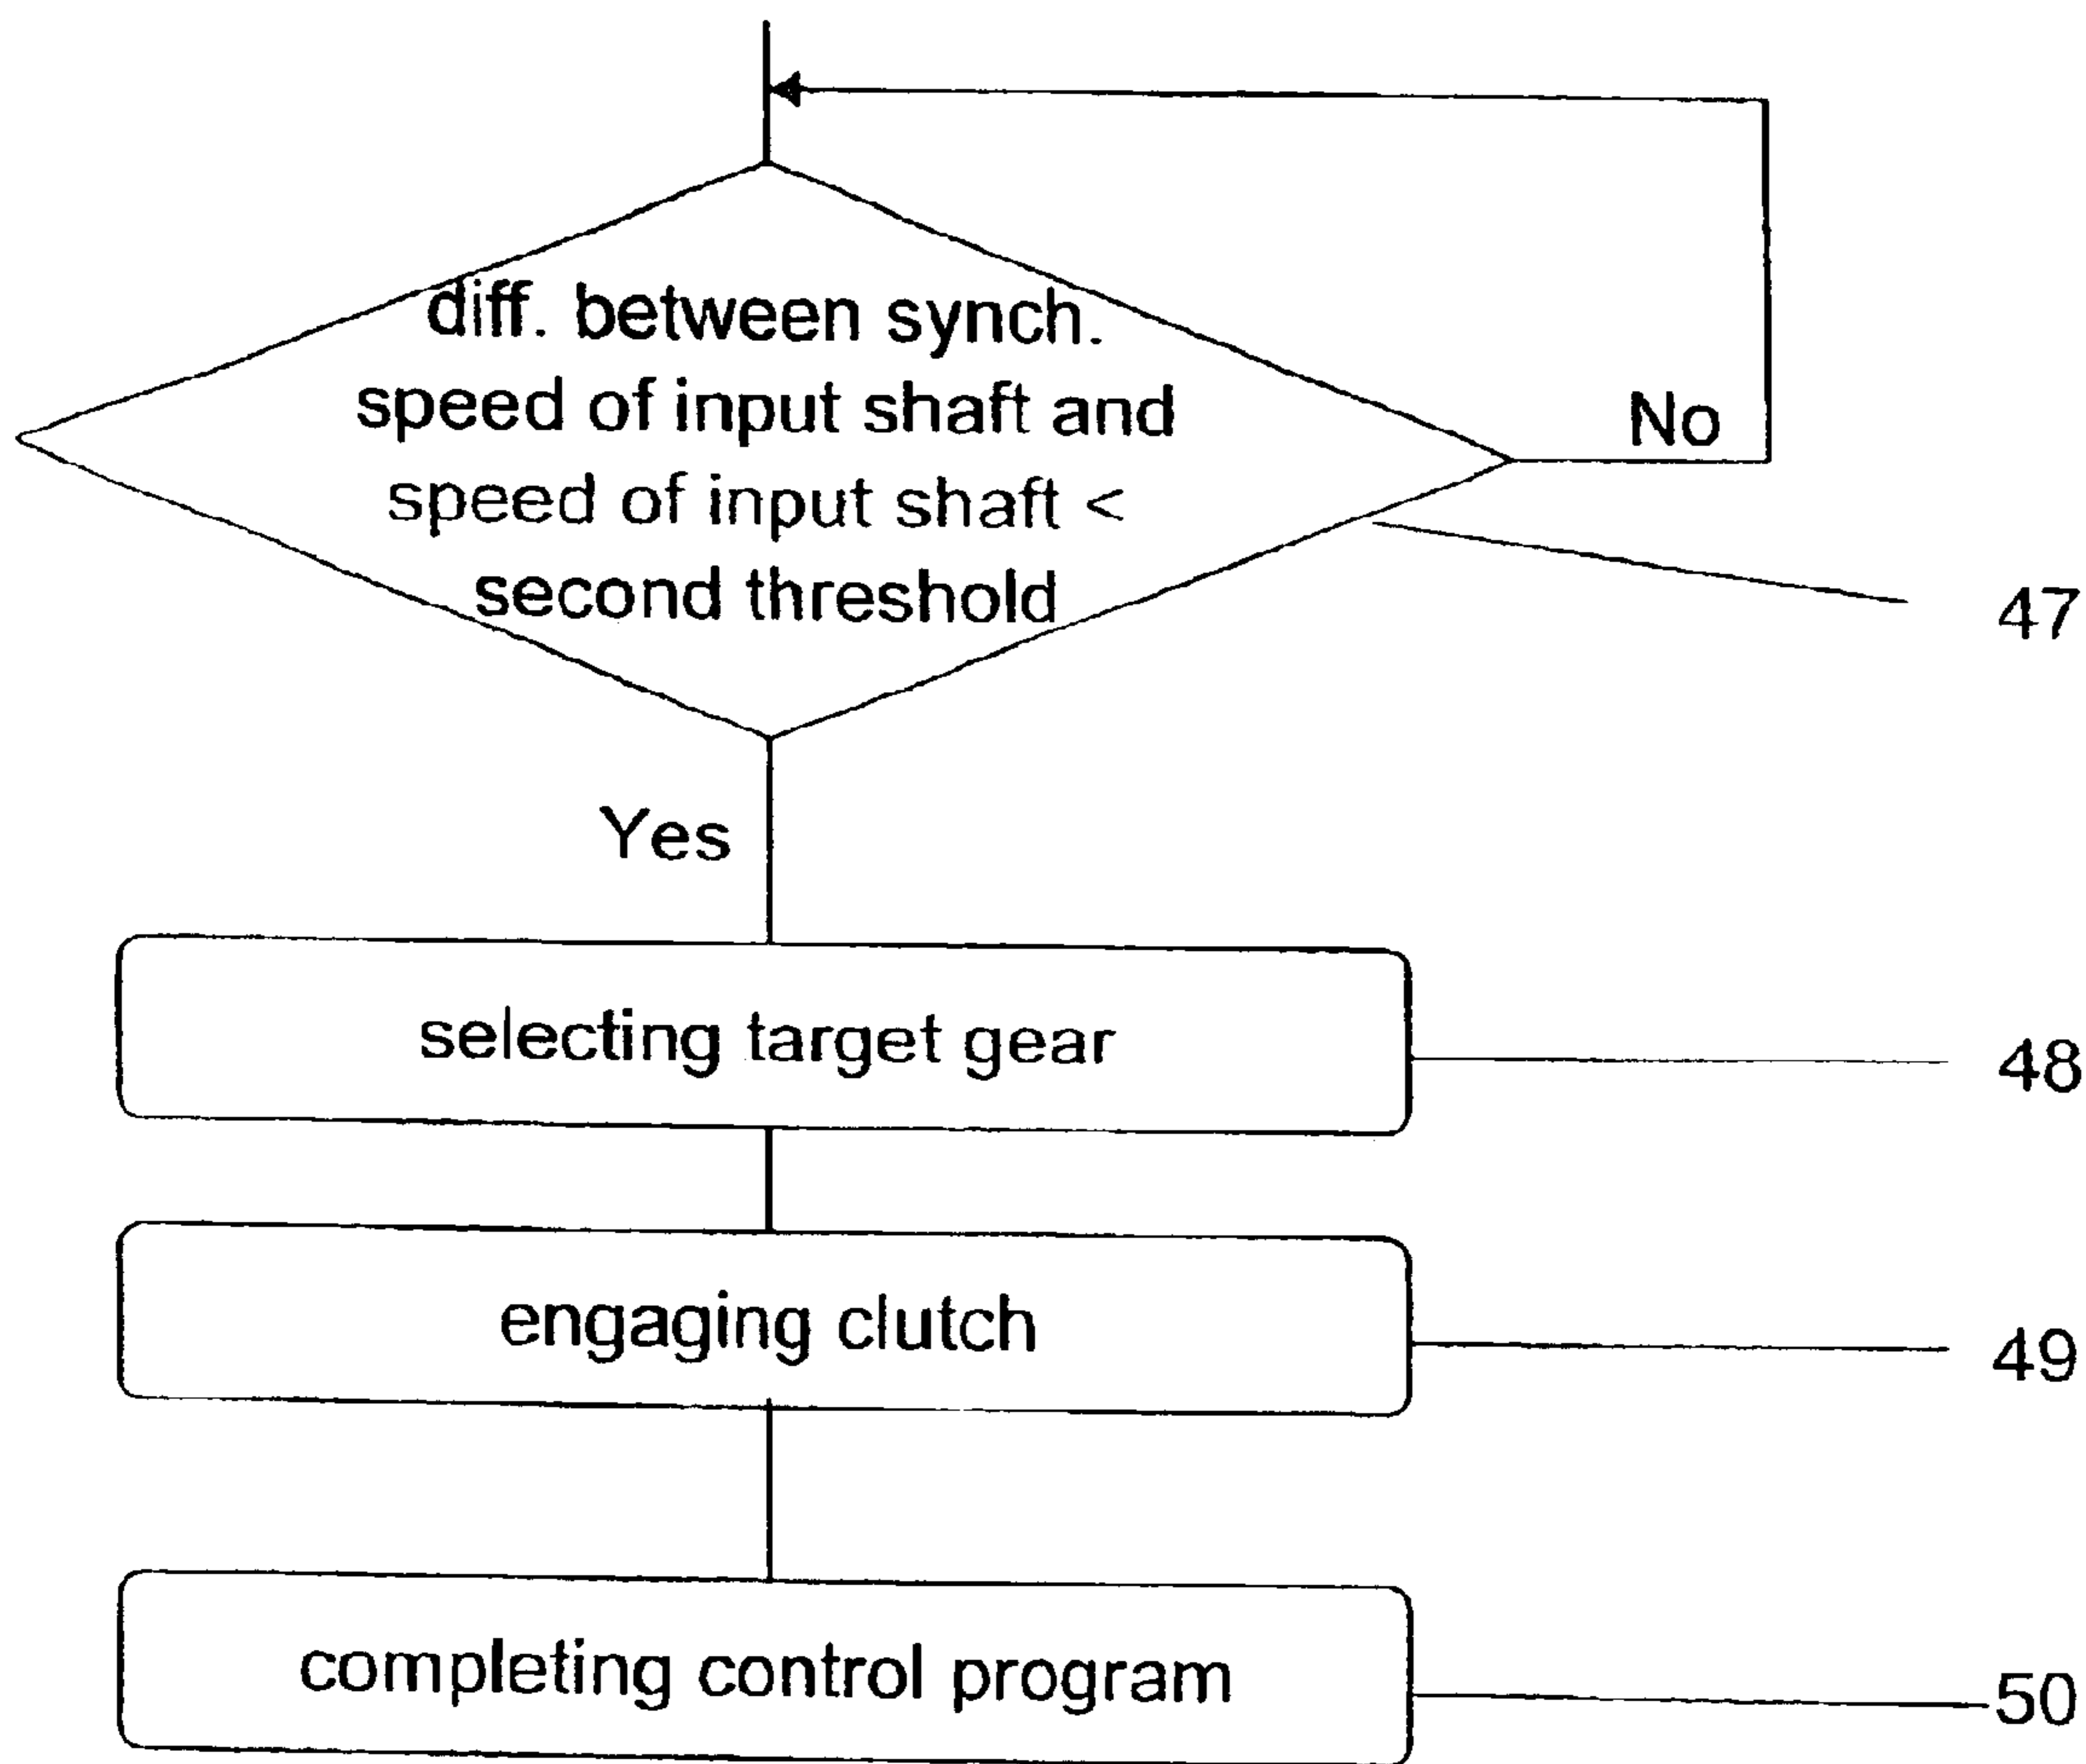 diff. between synch.
speed of input shaft and
speed of input shaft <
second threshold
No
47
Yes
selecting target gear
48
engaging clutch
49
completing control program
50